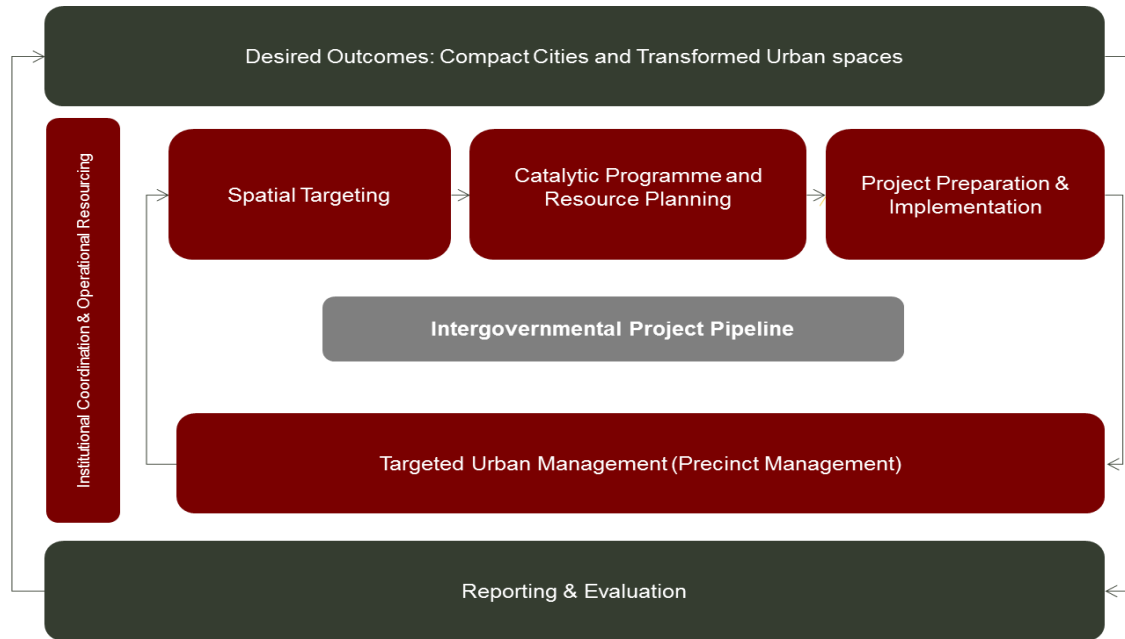 Desired Outcomes: Compact Cities and Transformed Urban spaces
Institutional Coordination & Operational Resourcing
Spatial Targeting
Catalytic Programme and
Resource Planning
Project Preparation &
Implementation
Intergovernmental Project Pipeline
Targeted Urban Management (Precinct Management)
Reporting & Evaluation